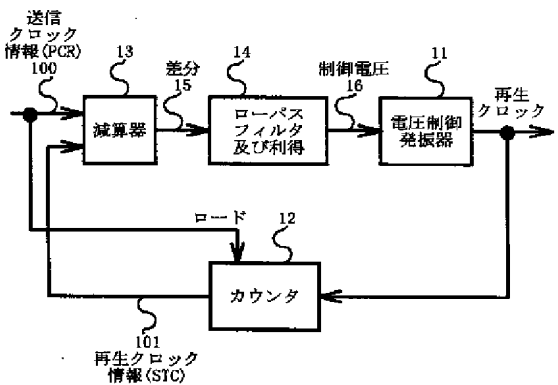 送信
クロック
情報(PCR)
100
13
減算器
差分
15
14
ローパス
フィルタ
及び利得
制御電圧
16
11
電圧制御
発振器
再生
クロック
ロード
12
カウンタ
101
再生クロック
情報(STC)